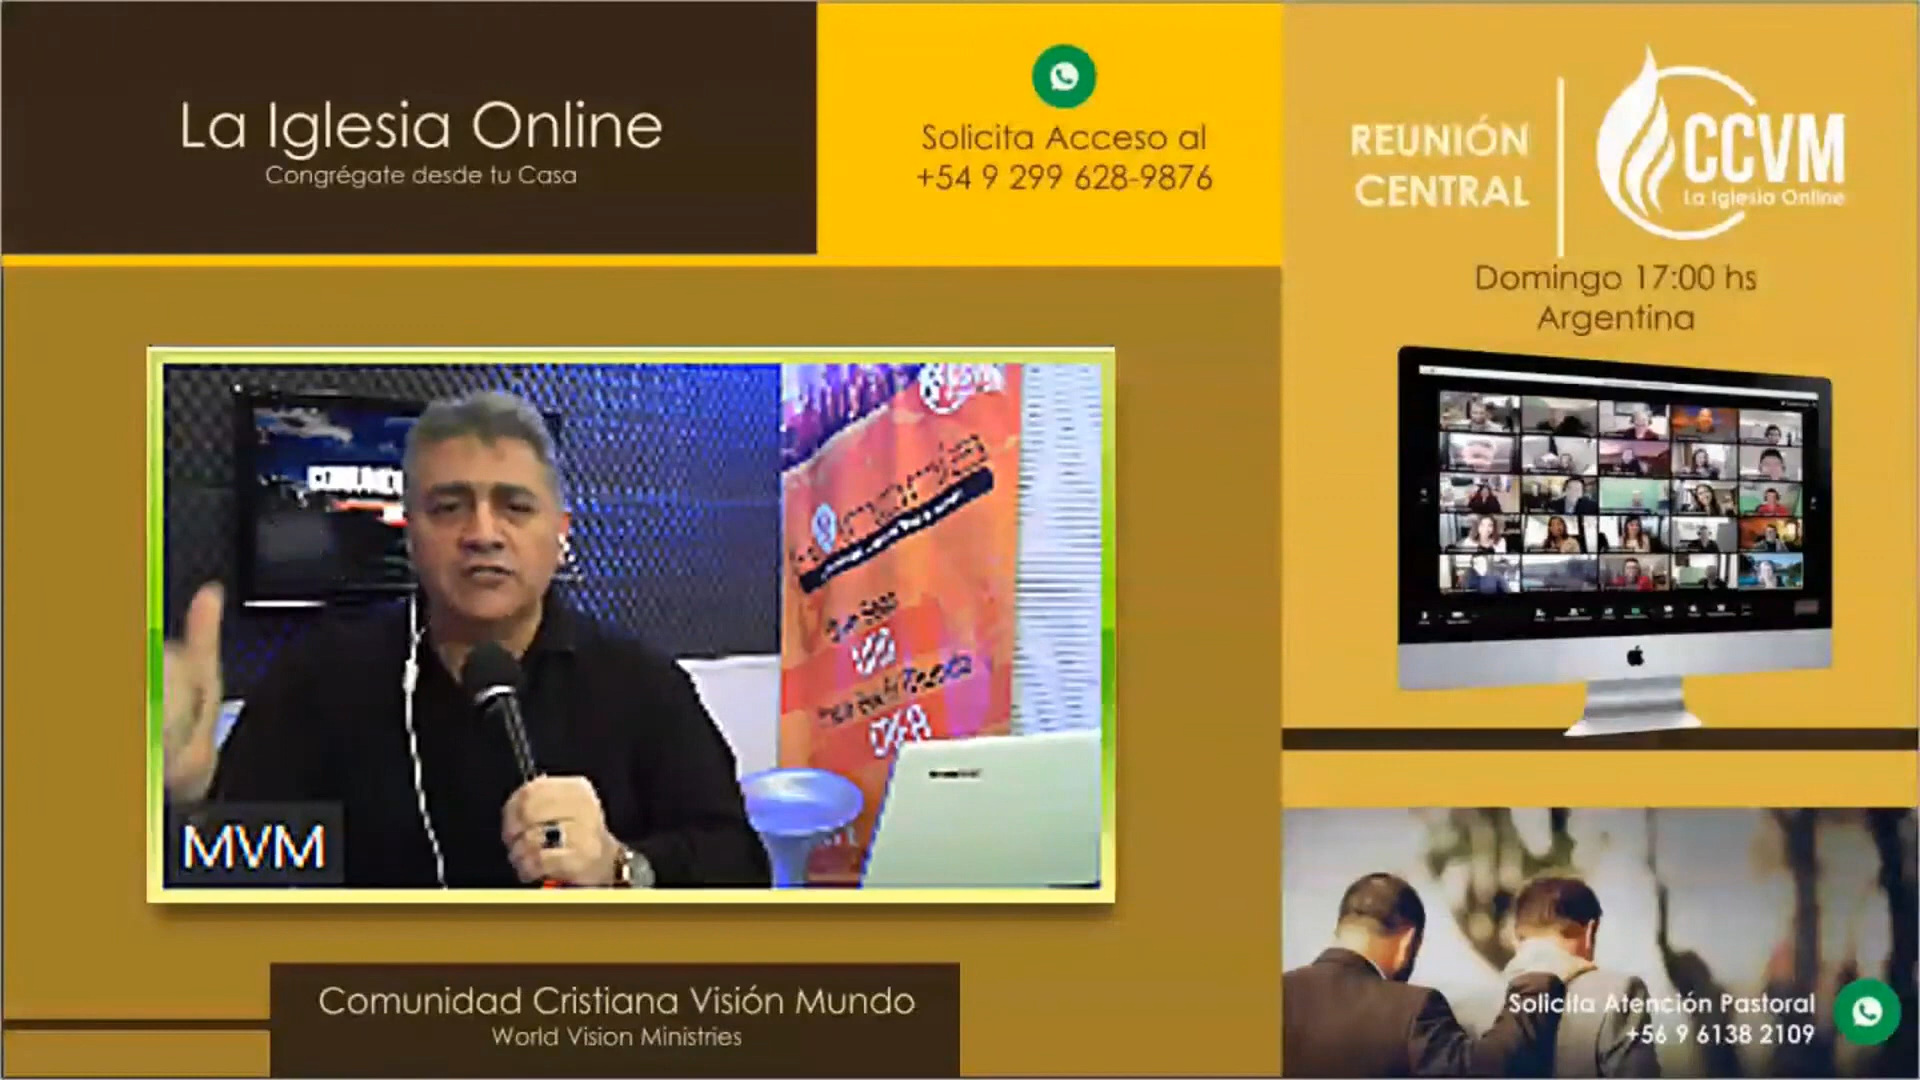 La Iglesia Online
Congrégate desde tu Casa
Solicita Acceso al
+54 9 299 628-9876
REUNIÓN
CENTRAL
CCVM
La Iglesia Online
Domingo 17:00 hs
Argentina
MVM
Comunidad Cristiana Visión Mundo
World Vision Ministries
Solicita Atención Pastoral
+56 9 6138 2109